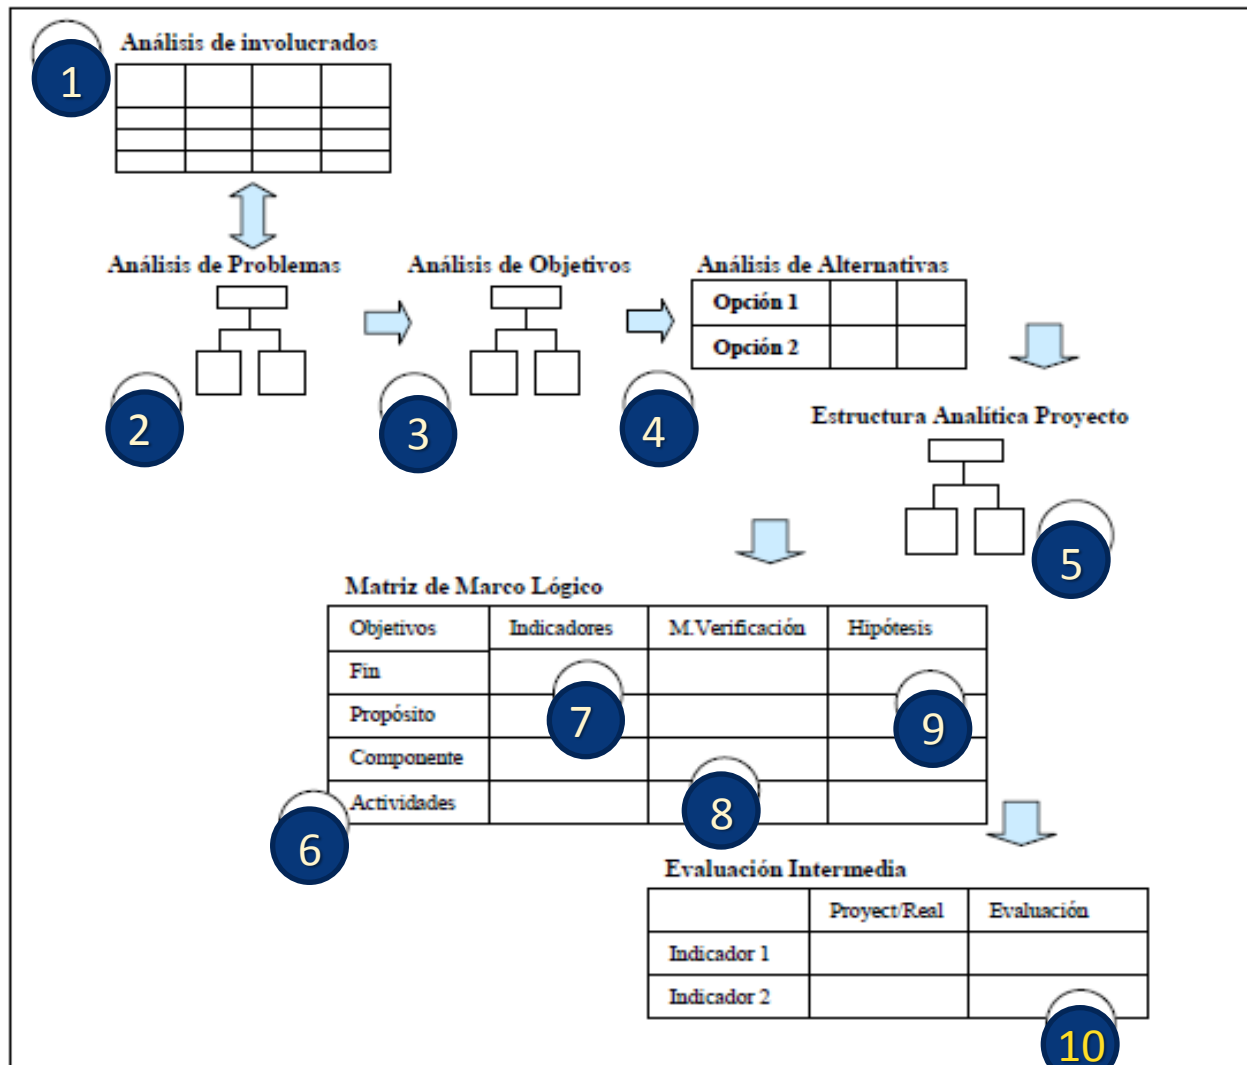 Análisis de involucrados
1
Análisis de Problemas
Análisis de Objetivos
Análisis de Alternativas
Opción 1
Opción 2
2
3
4
Estructura Analítica Proyecto
5
Matriz de Marco Lógico
Objetivos Indicadores M.Verificación Hipótesis
Fin
Propósito
7
9
Componente
Actividades
8
6
Evaluación Intermedia
Proyect/Real Evaluación
Indicador 1
Indicador 2
10